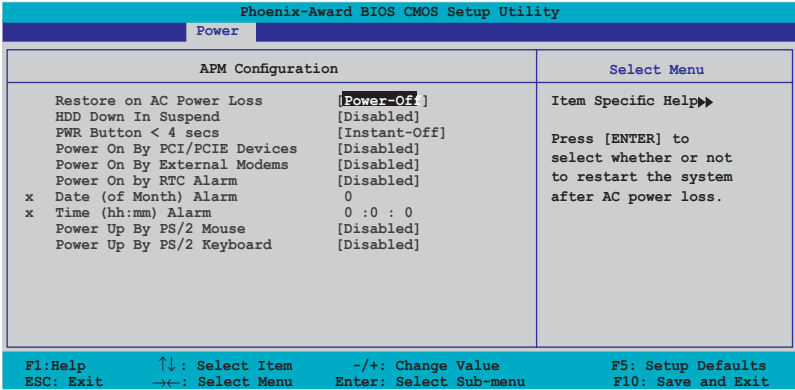 Phoenix-Award BIOS CMOS Setup Utility
Power
APM Configuration
Select Menu
Restore on AC Power Loss [Power-Off]
HDD Down In Suspend [Disabled]
PWR Button < 4 secs [Instant-Off]
Power On By PCI/PCIE Devices [Disabled]
Power On By External Modems [Disabled]
Power On by RTC Alarm [Disabled]
x Date (of Month) Alarm 0
x Time (hh:mm) Alarm 0 :0 : 0
Power Up By PS/2 Mouse [Disabled]
Power Up By PS/2 Keyboard [Disabled]
Item Specific Help▶▶
Press [ENTER] to
select whether or not
to restart the system
after AC power loss.
F1:Help ↑↓: Select Item -/+: Change Value F5: Setup Defaults
ESC: Exit →←: Select Menu Enter: Select Sub-menu F10: Save and Exit